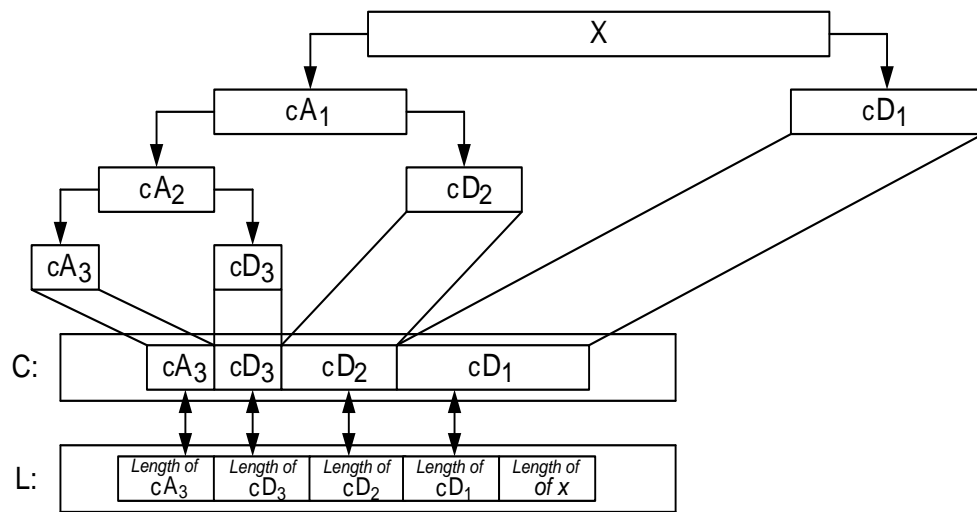 X
cA₁
cD₁
cA₂
cD₂
cA₃
cD₃
C:
cA₃
cD₃
cD₂
cD₁
L:
Length of
cA₃
Length of
cD₃
Length of
cD₂
Length of
cD₁
Length of
of x